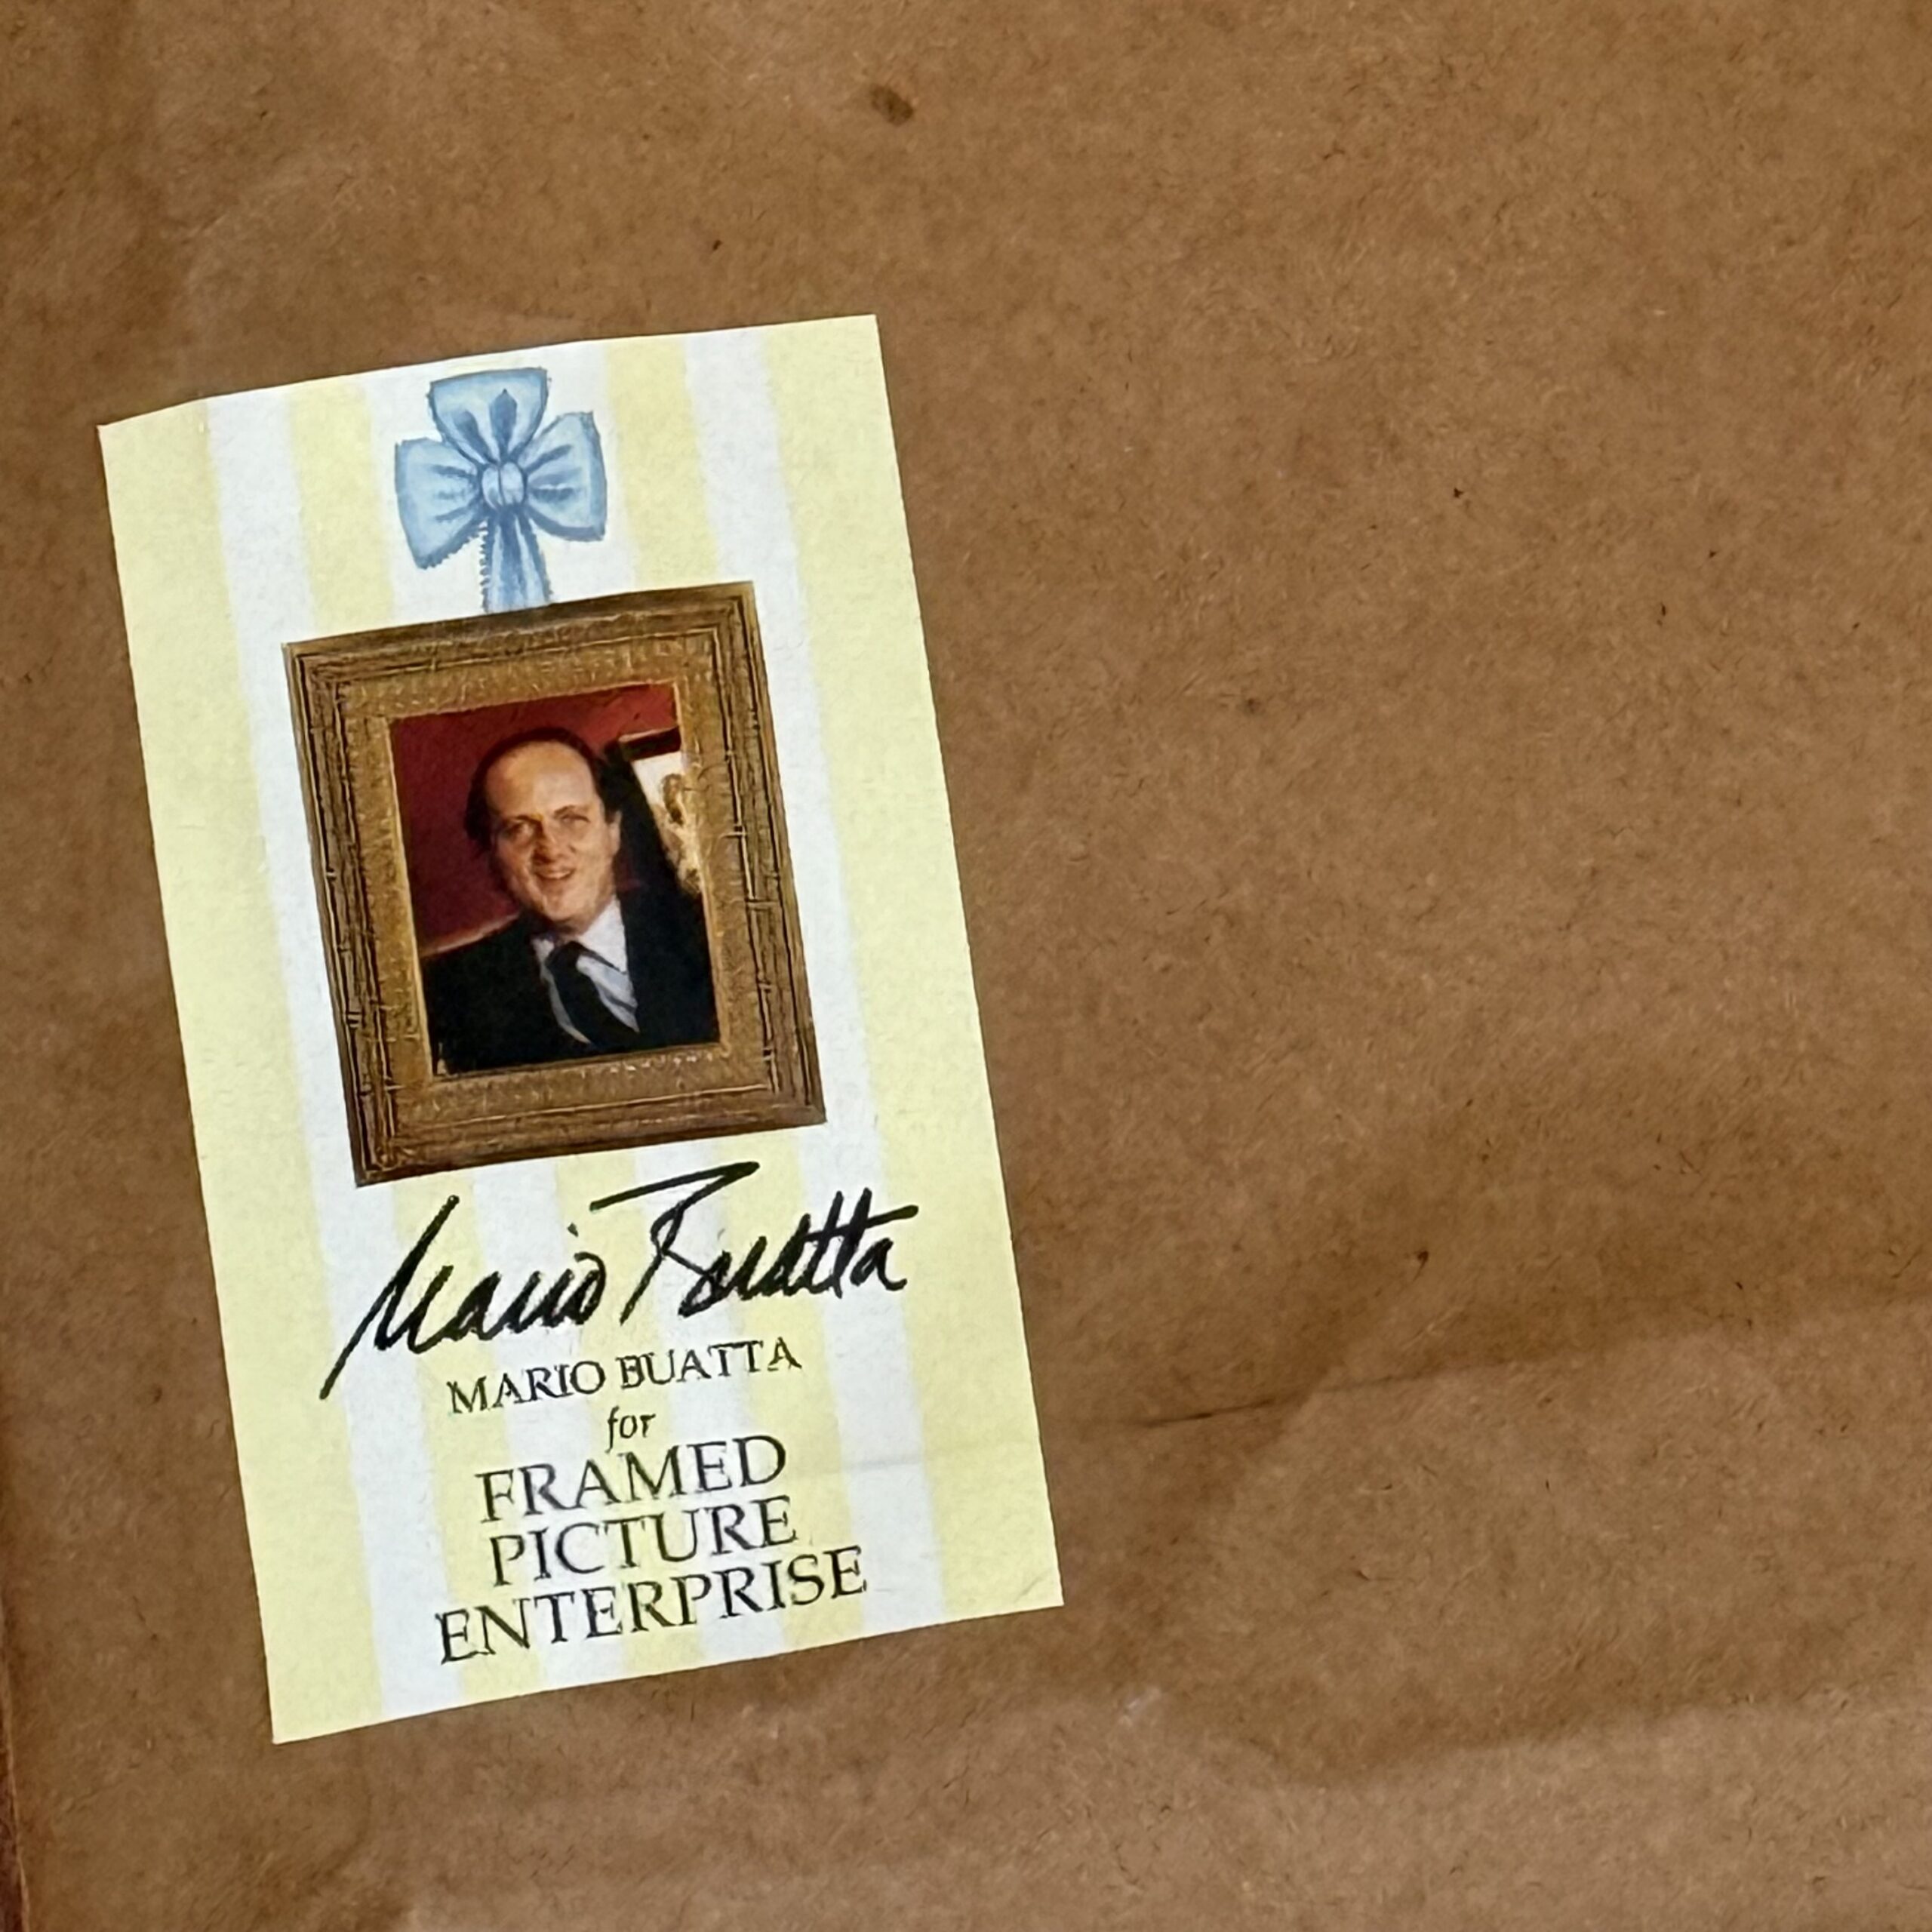 Mario Buatta
MARIO BUATTA
for
FRAMED
PICTURE
ENTERPRISE